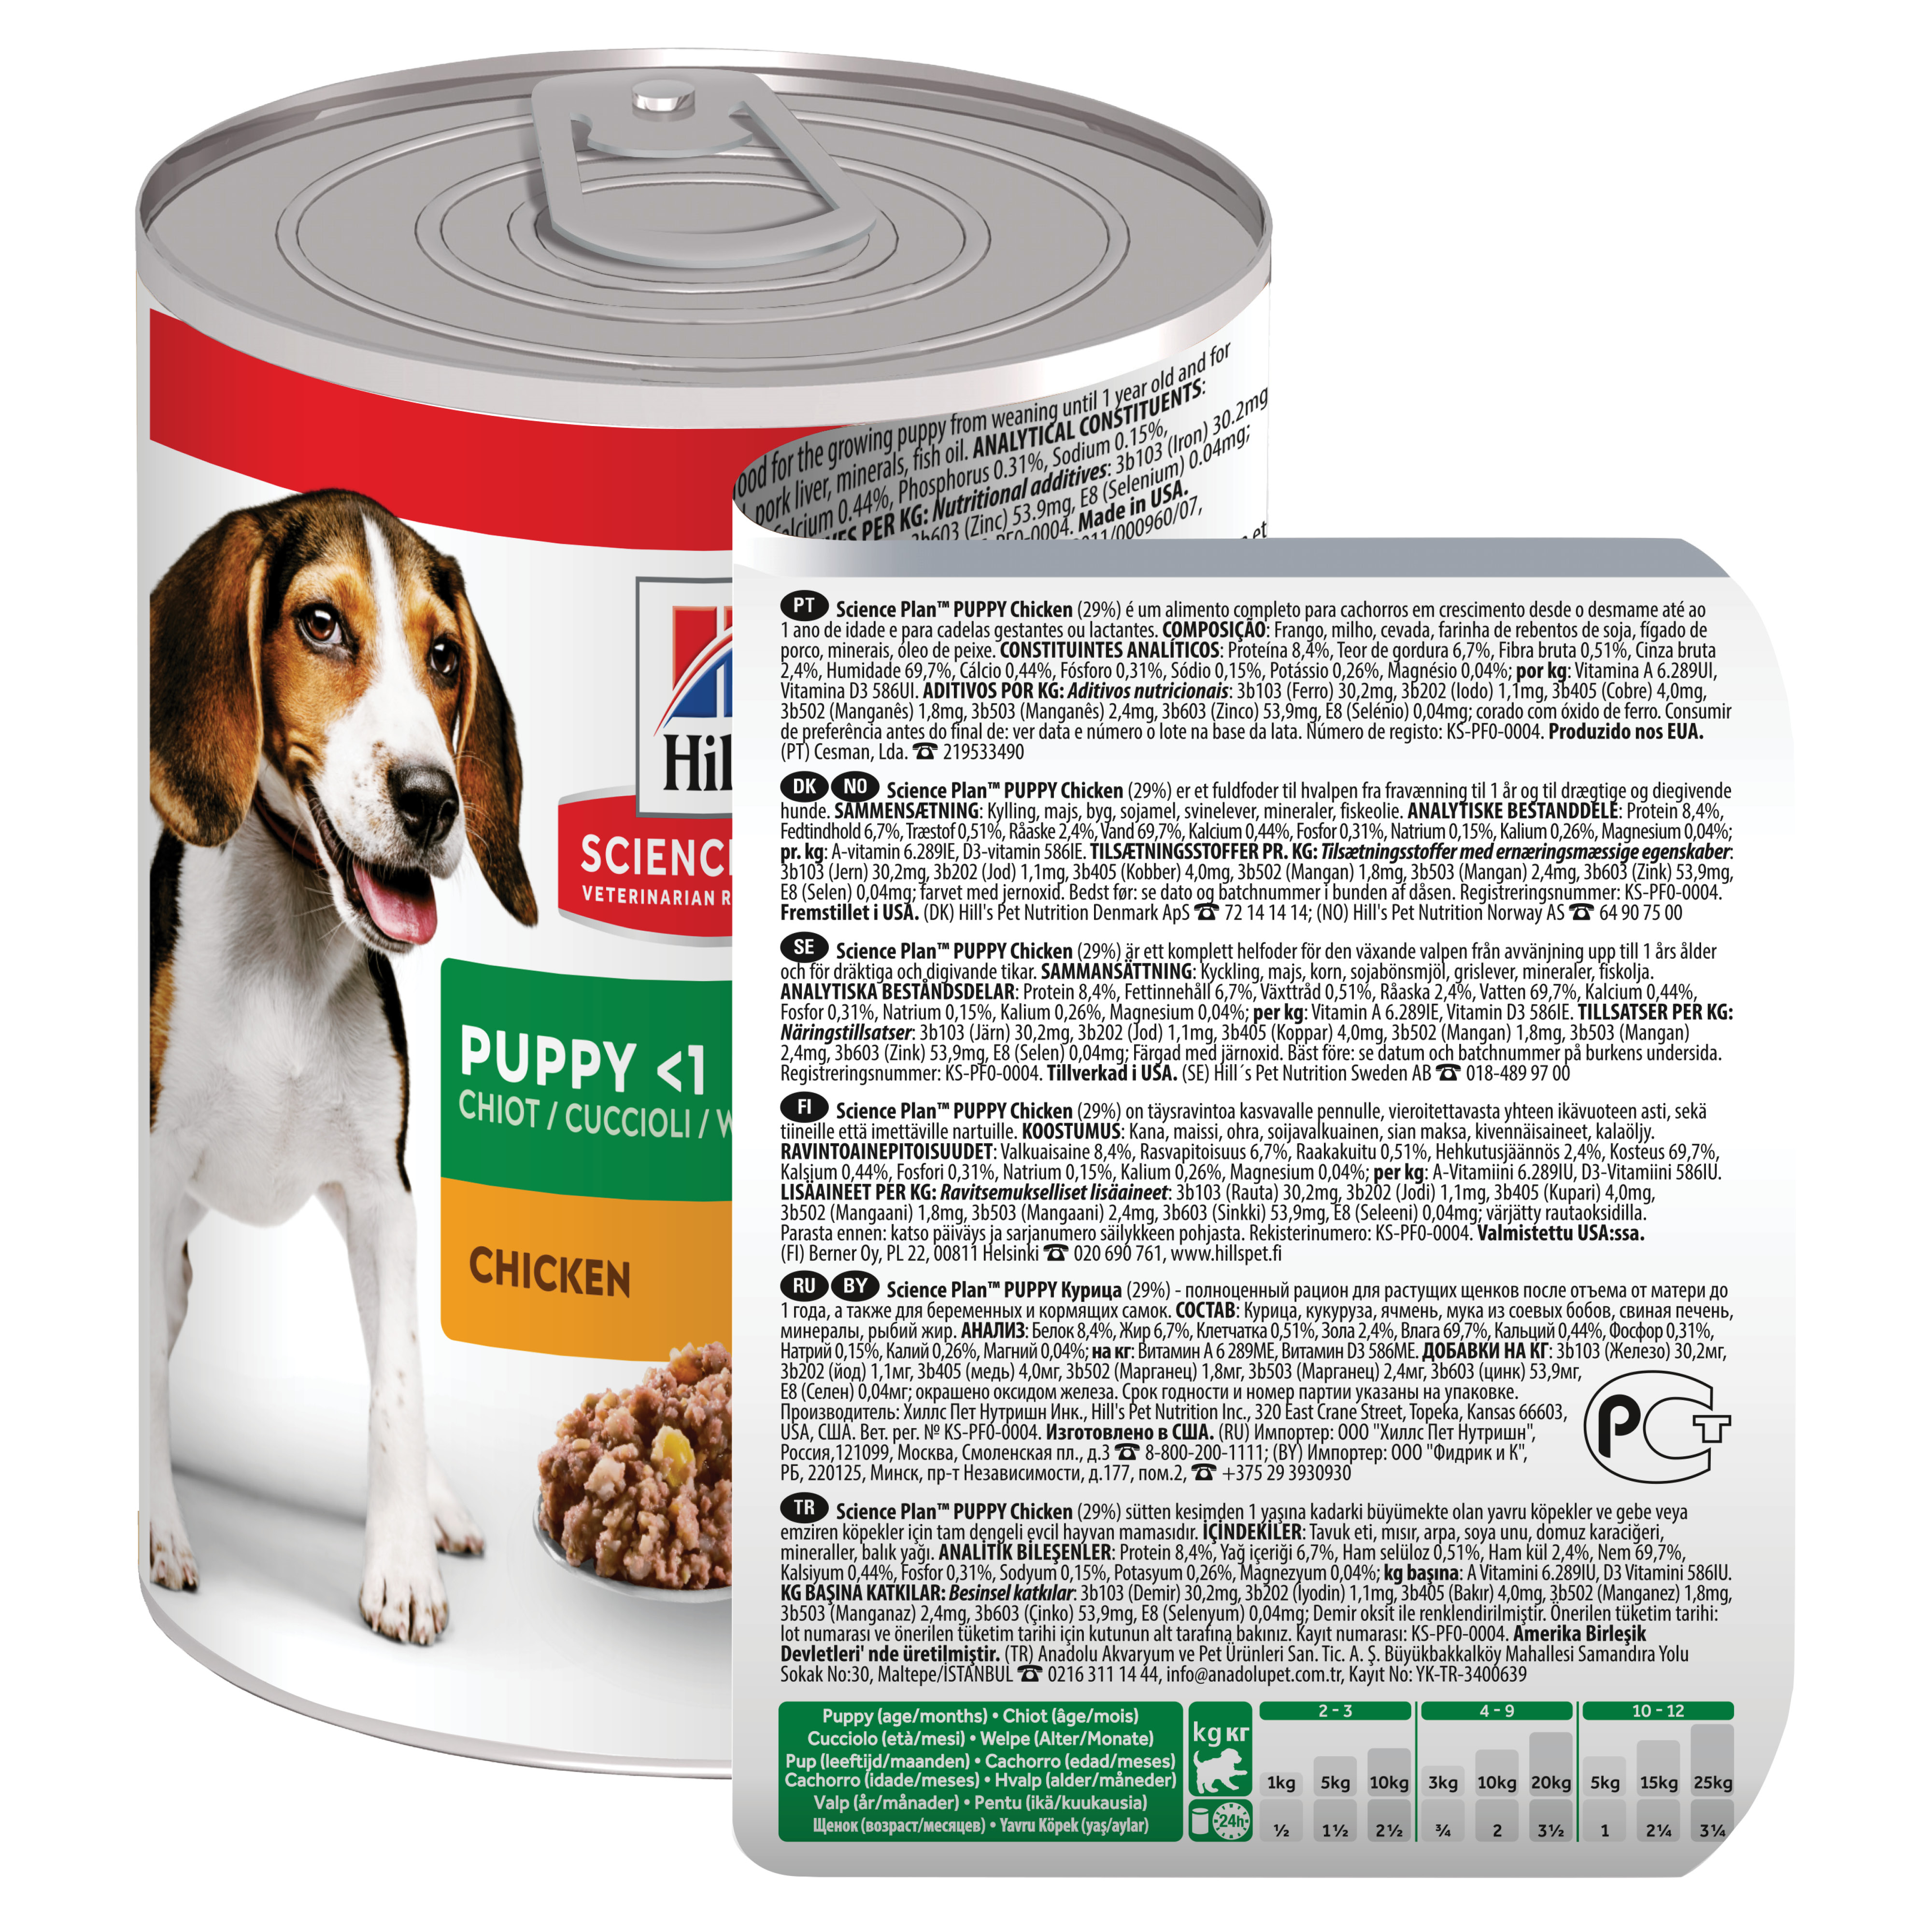 ood for the growing puppy from weaning until 1 year old and for
pork liver, minerals, fish oil. ANALYTICAL CONSTITUENTS:
lcium 0.44%, Phosphorus 0.31%, Sodium 0.15%,
PER KG: Nutritional additives: 3b103 (Iron) 30.2mg
3b603 (Zinc) 53.9mg, E8 (Selenium) 0.04mg;
PF0-0004. Made in USA.
011/000960/07,
et
Hil
SCIENC
VETERINARIAN R
PUPPY <1
CHIOT / CUCCIOLI / W
CHICKEN
PT Science Plan™ PUPPY Chicken (29%) é um alimento completo para cachorros em crescimento desde o desmame até ao
1 ano de idade e para cadelas gestantes ou lactantes. COMPOSIÇÃO: Frango, milho, cevada, farinha de rebentos de soja, fígado de
porco, minerais, óleo de peixe. CONSTITUINTES ANALÍTICOS: Proteína 8,4%, Teor de gordura 6,7%, Fibra bruta 0,51%, Cinza bruta
2,4%, Humidade 69,7%, Cálcio 0,44%, Fósforo 0,31%, Sódio 0,15%, Potássio 0,26%, Magnésio 0,04%; por kg: Vitamina A 6.289UI,
Vitamina D3 586UI. ADITIVOS POR KG: Aditivos nutricionais: 3b103 (Ferro) 30,2mg, 3b202 (Iodo) 1,1mg, 3b405 (Cobre) 4,0mg,
3b502 (Manganês) 1,8mg, 3b503 (Manganês) 2,4mg, 3b603 (Zinco) 53,9mg, E8 (Selénio) 0,04mg; corado com óxido de ferro. Consumir
de preferência antes do final de: ver data e número o lote na base da lata. Número de registo: KS-PF0-0004. Produzido nos EUA.
(PT) Cesman, Lda. ☎ 219533490
DK NO Science Plan™ PUPPY Chicken (29%) er et fuldfoder til hvalpen fra fravænning til 1 år og til drægtige og diegivende
hunde. SAMMENSÆTNING: Kylling, majs, byg, sojamel, svinelever, mineraler, fiskeolie. ANALYTISKE BESTANDDELE: Protein 8,4%,
Fedtindhold 6,7%, Træstof 0,51%, Råaske 2,4%, Vand 69,7%, Kalcium 0,44%, Fosfor 0,31%, Natrium 0,15%, Kalium 0,26%, Magnesium 0,04%;
pr. kg: A-vitamin 6.289IE, D3-vitamin 586IE. TILSÆTNINGSSTOFFER PR. KG: Tilsætningsstoffer med ernæringsmæssige egenskaber:
3b103 (Jern) 30,2mg, 3b202 (Jod) 1,1mg, 3b405 (Kobber) 4,0mg, 3b502 (Mangan) 1,8mg, 3b503 (Mangan) 2,4mg, 3b603 (Zink) 53,9mg,
E8 (Selen) 0,04mg; farvet med jernoxid. Bedst før: se dato og batchnummer i bunden af dåsen. Registreringsnummer: KS-PF0-0004.
Fremstillet i USA. (DK) Hill's Pet Nutrition Denmark ApS ☎ 72 14 14 14; (NO) Hill's Pet Nutrition Norway AS ☎ 64 90 75 00
SE Science Plan™ PUPPY Chicken (29%) är ett komplett helfoder för den växande valpen från avvänjning upp till 1 års ålder
och för dräktiga och digivande tikar. SAMMANSÄTTNING: Kyckling, majs, korn, sojabönsmjöl, grislever, mineraler, fiskolja.
ANALYTISKA BESTÅNDSDELAR: Protein 8,4%, Fettinnehåll 6,7%, Växttråd 0,51%, Råaska 2,4%, Vatten 69,7%, Kalcium 0,44%,
Fosfor 0,31%, Natrium 0,15%, Kalium 0,26%, Magnesium 0,04%; per kg: Vitamin A 6.289IE, Vitamin D3 586IE. TILLSATSER PER KG:
Näringstillsatser: 3b103 (Järn) 30,2mg, 3b202 (Jod) 1,1mg, 3b405 (Koppar) 4,0mg, 3b502 (Mangan) 1,8mg, 3b503 (Mangan)
2,4mg, 3b603 (Zink) 53,9mg, E8 (Selen) 0,04mg; Färgad med järnoxid. Bäst före: se datum och batchnummer på burkens undersida.
Registreringsnummer: KS-PF0-0004. Tillverkad i USA. (SE) Hill´s Pet Nutrition Sweden AB ☎ 018-489 97 00
FI Science Plan™ PUPPY Chicken (29%) on täysravintoa kasvavalle pennulle, vieroitettavasta yhteen ikävuoteen asti, sekä
tiineille että imettäville nartuille. KOOSTUMUS: Kana, maissi, ohra, soijavalkuainen, sian maksa, kivennäisaineet, kalaöljy.
RAVINTOAINEPITOISUUDET: Valkuaisaine 8,4%, Rasvapitoisuus 6,7%, Raakakuitu 0,51%, Hehkutusjäännös 2,4%, Kosteus 69,7%,
Kalsium 0,44%, Fosfori 0,31%, Natrium 0,15%, Kalium 0,26%, Magnesium 0,04%; per kg: A-Vitamiini 6.289IU, D3-Vitamiini 586IU.
LISÄAINEET PER KG: Ravitsemukselliset lisäaineet: 3b103 (Rauta) 30,2mg, 3b202 (Jodi) 1,1mg, 3b405 (Kupari) 4,0mg,
3b502 (Mangaani) 1,8mg, 3b503 (Mangaani) 2,4mg, 3b603 (Sinkki) 53,9mg, E8 (Seleeni) 0,04mg; värjätty rautaoksidilla.
Parasta ennen: katso päiväys ja sarjanumero säilykkeen pohjasta. Rekisterinumero: KS-PF0-0004. Valmistettu USA:ssa.
(FI) Berner Oy, PL 22, 00811 Helsinki ☎ 020 690 761, www.hillspet.fi
RU BY Science Plan™ PUPPY Курица (29%) - полноценный рацион для растущих щенков после отъема от матери до
1 года, а также для беременных и кормящих самок. СОСТАВ: Курица, кукуруза, ячмень, мука из соевых бобов, свиная печень,
минералы, рыбий жир. АНАЛИЗ: Белок 8,4%, Жир 6,7%, Клетчатка 0,51%, Зола 2,4%, Влага 69,7%, Кальций 0,44%, Фосфор 0,31%,
Натрий 0,15%, Калий 0,26%, Магний 0,04%; на кг: Витамин А 6 289МЕ, Витамин D3 586МЕ. ДОБАВКИ НА КГ: 3b103 (Железо) 30,2мг,
3b202 (йод) 1,1мг, 3b405 (медь) 4,0мг, 3b502 (Марганец) 1,8мг, 3b503 (Марганец) 2,4мг, 3b603 (цинк) 53,9мг,
E8 (Селен) 0,04мг; окрашено оксидом железа. Срок годности и номер партии указаны на упаковке.
Производитель: Хиллс Пет Нутришн Инк., Hill's Pet Nutrition Inc., 320 East Crane Street, Topeka, Kansas 66603,
USA, США. Вет. рег. № KS-PF0-0004. Изготовлено в США. (RU) Импортер: ООО "Хиллс Пет Нутришн",
Россия,121099, Москва, Смоленская пл., д.3 ☎ 8-800-200-1111; (BY) Импортер: ООО "Фидрик и К",
РБ, 220125, Минск, пр-т Независимости, д.177, пом.2, ☎ +375 29 3930930
РСТ
TR Science Plan™ PUPPY Chicken (29%) sütten kesimden 1 yaşına kadarki büyümekte olan yavru köpekler ve gebe veya
emziren köpekler için tam dengeli evcil hayvan mamasıdır. İÇİNDEKİLER: Tavuk eti, mısır, arpa, soya unu, domuz karaciğeri,
mineraller, balık yağı. ANALİTİK BİLEŞENLER: Protein 8,4%, Yağ içeriği 6,7%, Ham selüloz 0,51%, Ham kül 2,4%, Nem 69,7%,
Kalsiyum 0,44%, Fosfor 0,31%, Sodyum 0,15%, Potasyum 0,26%, Magnezyum 0,04%; kg başına: A Vitamini 6.289IU, D3 Vitamini 586IU.
KG BAŞINA KATKILAR: Besinsel katkılar: 3b103 (Demir) 30,2mg, 3b202 (İyodin) 1,1mg, 3b405 (Bakır) 4,0mg, 3b502 (Manganez) 1,8mg,
3b503 (Manganaz) 2,4mg, 3b603 (Çinko) 53,9mg, E8 (Selenyum) 0,04mg; Demir oksit ile renklendirilmiştir. Önerilen tüketim tarihi:
lot numarası ve önerilen tüketim tarihi için kutunun alt tarafına bakınız. Kayıt numarası: KS-PF0-0004. Amerika Birleşik
Devletleri' nde üretilmiştir. (TR) Anadolu Akvaryum ve Pet Ürünleri San. Tic. A. Ş. Büyükbakkalköy Mahallesi Samandıra Yolu
Sokak No:30, Maltepe/İSTANBUL ☎ 0216 311 14 44, info@anadolupet.com.tr, Kayıt No: YK-TR-3400639
Puppy (age/months) • Chiot (âge/mois)
Cucciolo (età/mesi) • Welpe (Alter/Monate)
Pup (leeftijd/maanden) • Cachorro (edad/meses)
Cachorro (idade/meses) • Hvalp (alder/måneder)
Valp (år/månader) • Pentu (ikä/kuukausia)
Щенок (возраст/месяцев) • Yavru Köpek (yaş/aylar)
kg кг
24h
2 - 3 4 - 9 10 - 12
1kg 5kg 10kg 3kg 10kg 20kg 5kg 15kg 25kg
½ 1½ 2½ ¾ 2 3½ 1 2¼ 3¼